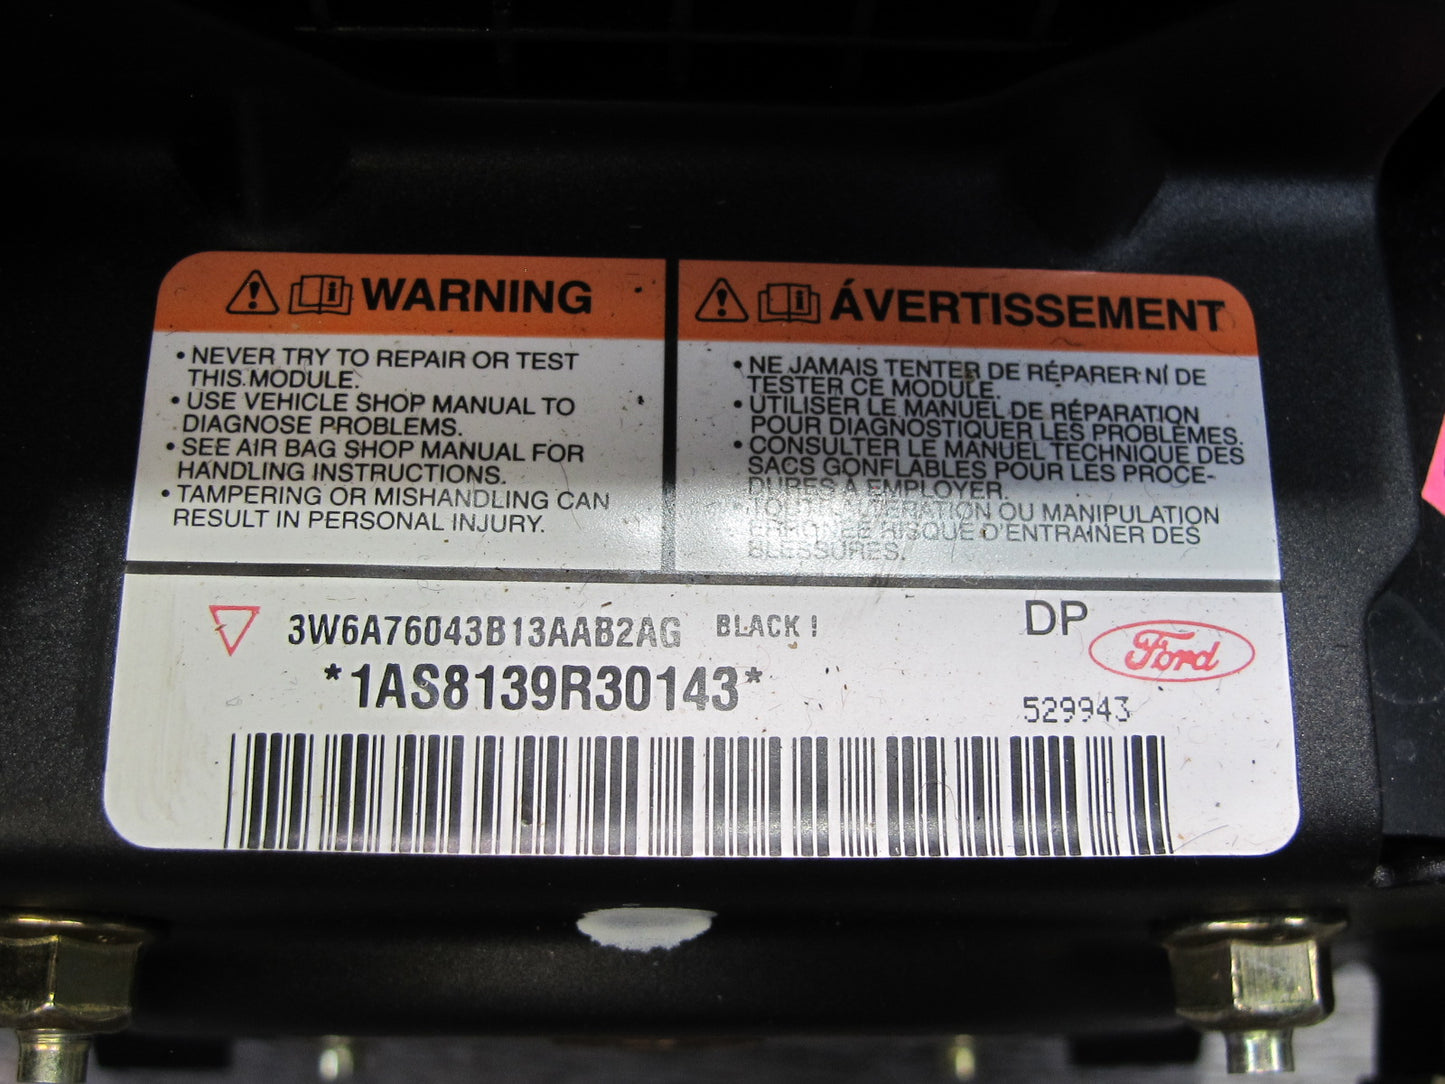 WARNING
• NEVER TRY TO REPAIR OR TEST
THIS MODULE.
• USE VEHICLE SHOP MANUAL TO
DIAGNOSE PROBLEMS.
• SEE AIR BAG SHOP MANUAL FOR
HANDLING INSTRUCTIONS.
• TAMPERING OR MISHANDLING CAN
RESULT IN PERSONAL INJURY.
ÁVERTISSEMENT
• NE JAMAIS TENTER DE RÉPARER NI DE
TESTER CE MODULE.
• UTILISER LE MANUEL DE RÉPARATION
POUR DIAGNOSTIQUER LES PROBLÈMES.
• CONSULTER LE MANUEL TECHNIQUE DES
SACS GONFLABLES POUR LES PROCE-
DURES À EMPLOYER.
• TOUTE ALTÉRATION OU MANIPULATION
ERRONÉE RISQUE D'ENTRAINER DES
BLESSURES.
3W6A76043B13AAB2AG BLACK !
*1AS8139R30143*
DP
Ford
529943